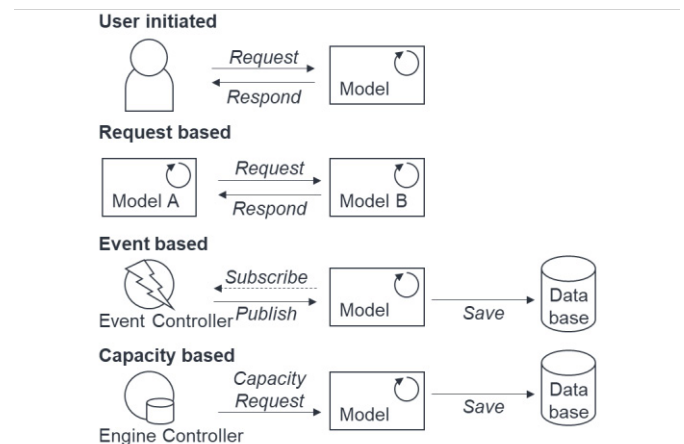 User initiated
Request
Respond
Model
Request based
Model A
Request
Respond
Model B
Event based
Event Controller
Subscribe
Publish
Model
Save
Data
base
Capacity based
Engine Controller
Capacity
Request
Model
Save
Data
base